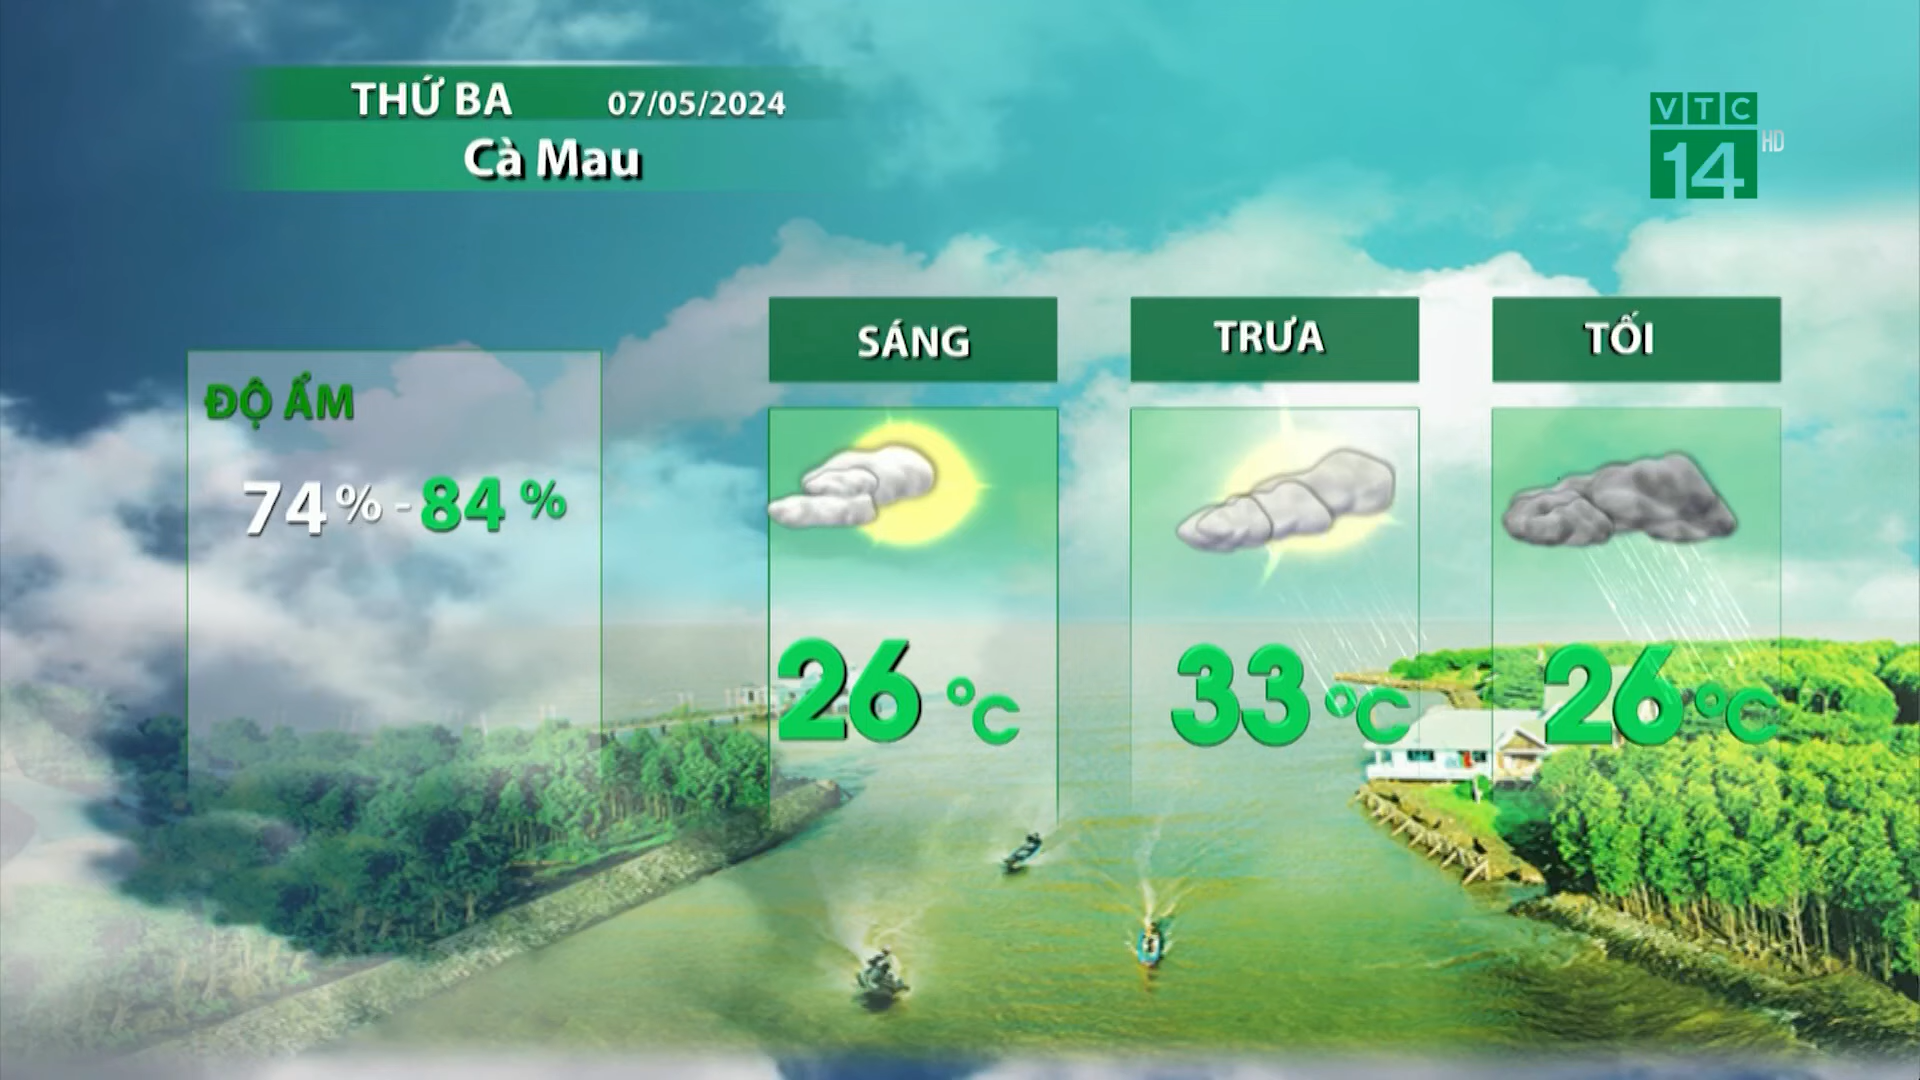 THỨ BA 07/05/2024
Cà Mau
VTC
14 HD
SÁNG TRƯA TỐI
ĐỘ ẨM
74% - 84%
26 °C 33 °C 26 °C